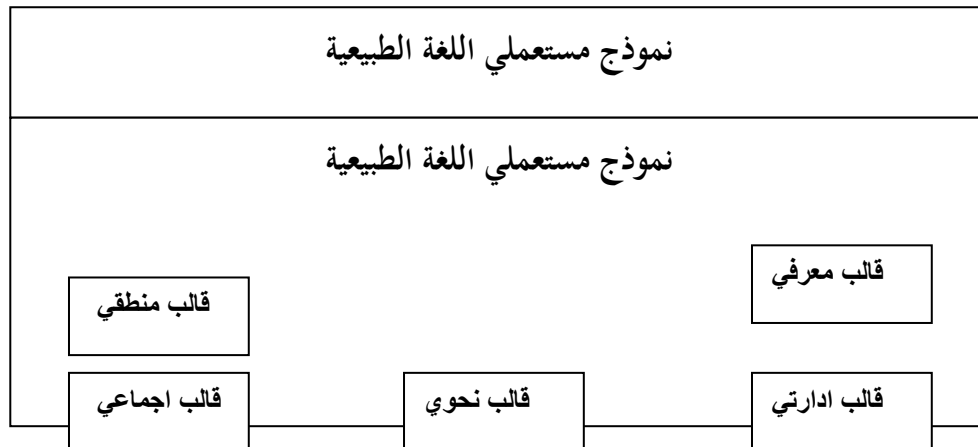 نموذج مستعملي اللغة الطبيعية
نموذج مستعملي اللغة الطبيعية
قالب معرفي
قالب منطقي
قالب ادارتي
قالب نحوي
قالب اجماعي